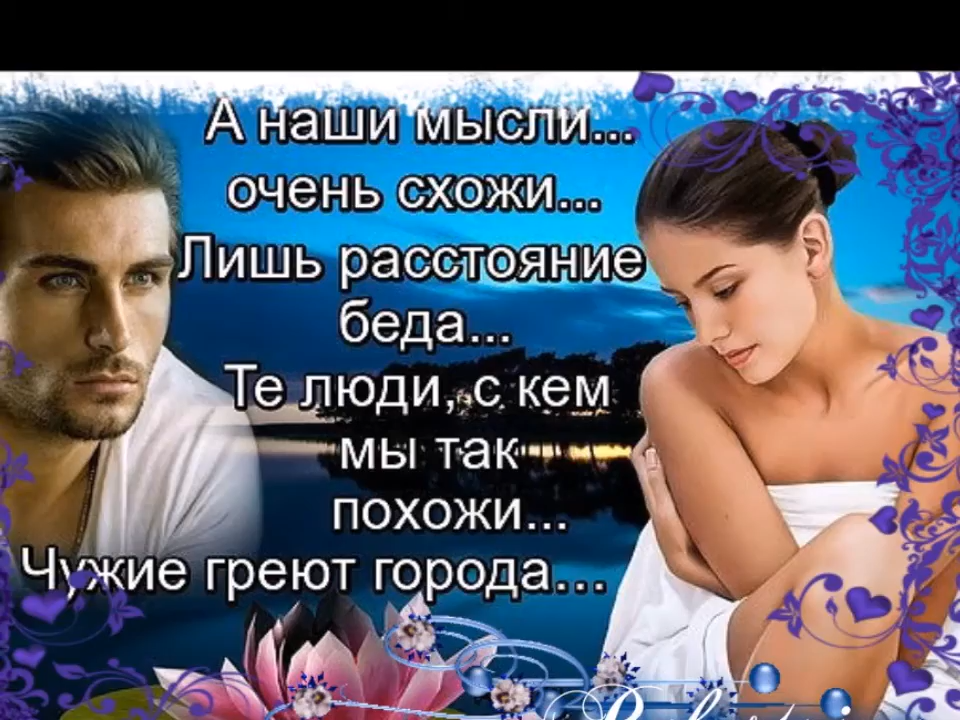 А наши мысли...
очень схожи...
Лишь расстояние
беда...
Те люди, с кем
мы так
похожи...
Чужие греют города...